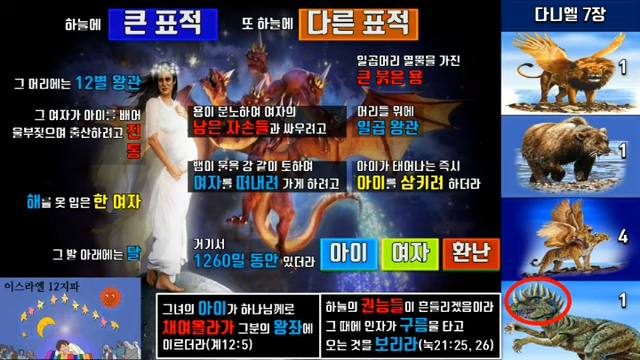 하늘에 큰 표적 또 하늘에 다른 표적
다니엘 7장
일곱머리 열뿔을 가진
큰 붉은 용
그 머리에는 12별 왕관
그 여자가 아이를 배어
울부짖으며 출산하려고 진
통
용이 분노하여 여자의
남은 자손들과 싸우려고
머리들 위에
일곱 왕관
뱀이 물을 강 같이 토하여
여자를 떠내려 가게 하려고
아이가 태어나는 즉시
아이를 삼키려 하더라
해를 옷 입은 한 여자
그 발 아래에는 달
거기서
1260일 동안 있더라
아이 여자 환난
1
1
4
1
이스라엘 12지파
그녀의 아이가 하나님께로
채여올라가 그분의 왕좌에
이르더라(계12:5)
하늘의 권능들이 흔들리겠음이라
그 때에 인자가 구름을 타고
오는 것을 보리라(눅21:25, 26)